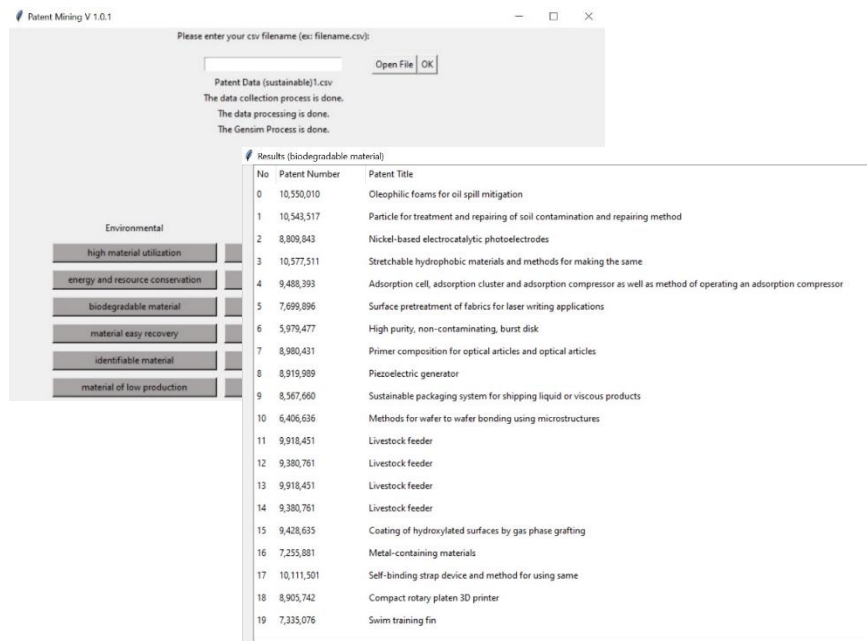 Patent Mining V 1.0.1
Please enter your csv filename (ex: filename.csv):
Open File OK
Patent Data (sustainable)1.csv
The data collection process is done.
The data processing is done.
The Gensim Process is done.
Environmental
high material utilization
energy and resource conservation
biodegradable material
material easy recovery
identifiable material
material of low production
Results (biodegradable material)
No Patent Number Patent Title
0 10,550,010 Oleophilic foams for oil spill mitigation
1 10,543,517 Particle for treatment and repairing of soil contamination and repairing method
2 8,809,843 Nickel-based electrocatalytic photoelectrodes
3 10,577,511 Stretchable hydrophobic materials and methods for making the same
4 9,488,393 Adsorption cell, adsorption cluster and adsorption compressor as well as method of operating an adsorption compressor
5 7,699,896 Surface pretreatment of fabrics for laser writing applications
6 5,979,477 High purity, non-contaminating, burst disk
7 8,980,431 Primer composition for optical articles and optical articles
8 8,919,989 Piezoelectric generator
9 8,567,660 Sustainable packaging system for shipping liquid or viscous products
10 6,406,636 Methods for wafer to wafer bonding using microstructures
11 9,918,451 Livestock feeder
12 9,380,761 Livestock feeder
13 9,918,451 Livestock feeder
14 9,380,761 Livestock feeder
15 9,428,635 Coating of hydroxylated surfaces by gas phase grafting
16 7,255,881 Metal-containing materials
17 10,111,501 Self-binding strap device and method for using same
18 8,905,742 Compact rotary platen 3D printer
19 7,335,076 Swim training fin